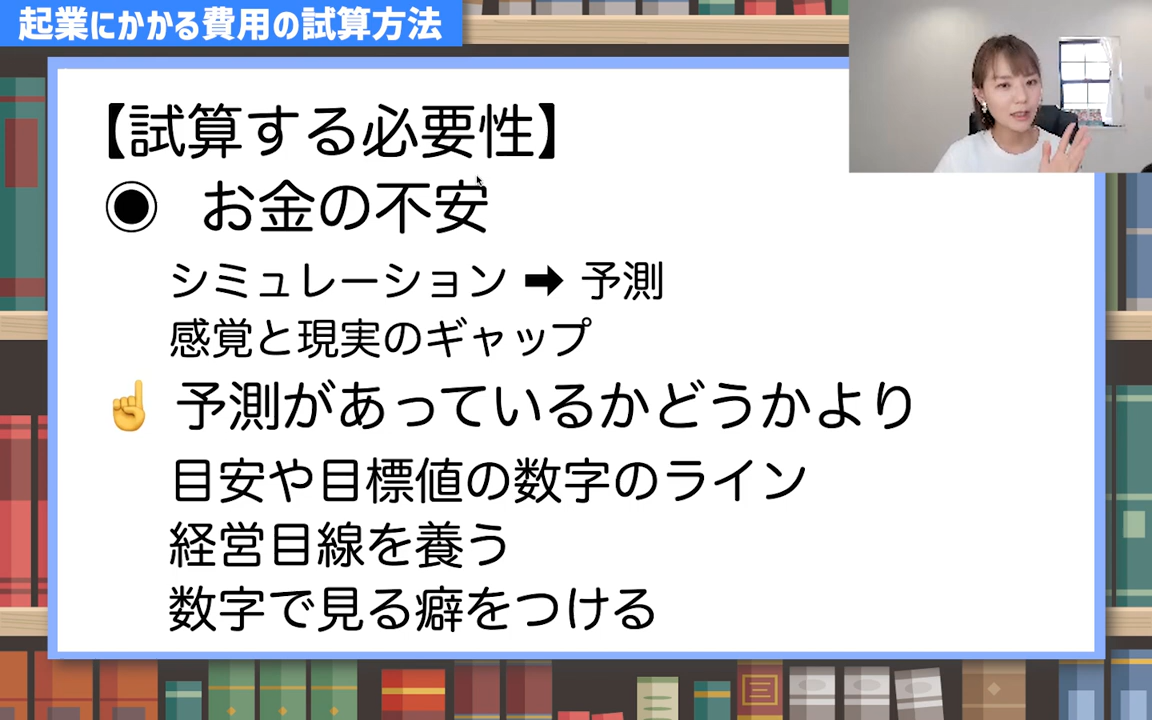 起業にかかる費用の試算方法
【試算する必要性】
◉ お金の不安
シミュレーション ➡ 予測
感覚と現実のギャップ
☝ 予測があっているかどうかより
目安や目標値の数字のライン
経営目線を養う
数字で見る癖をつける